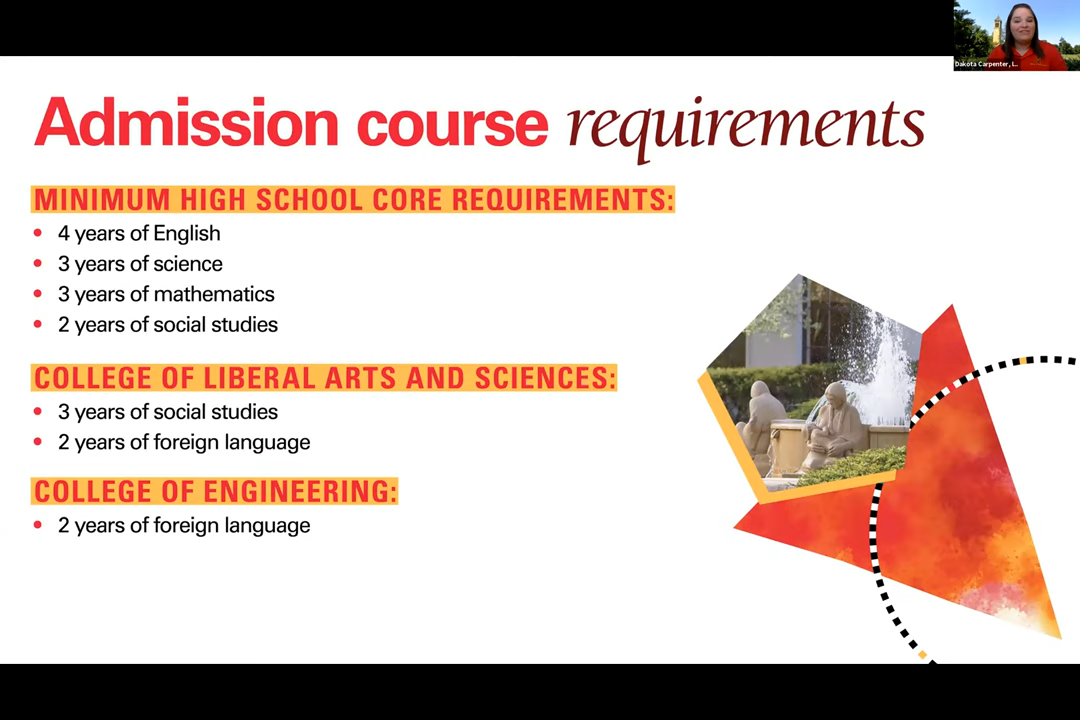 Dakota Carpenter, I...
Admission course requirements
MINIMUM HIGH SCHOOL CORE REQUIREMENTS:
• 4 years of English
• 3 years of science
• 3 years of mathematics
• 2 years of social studies
COLLEGE OF LIBERAL ARTS AND SCIENCES:
• 3 years of social studies
• 2 years of foreign language
COLLEGE OF ENGINEERING:
• 2 years of foreign language